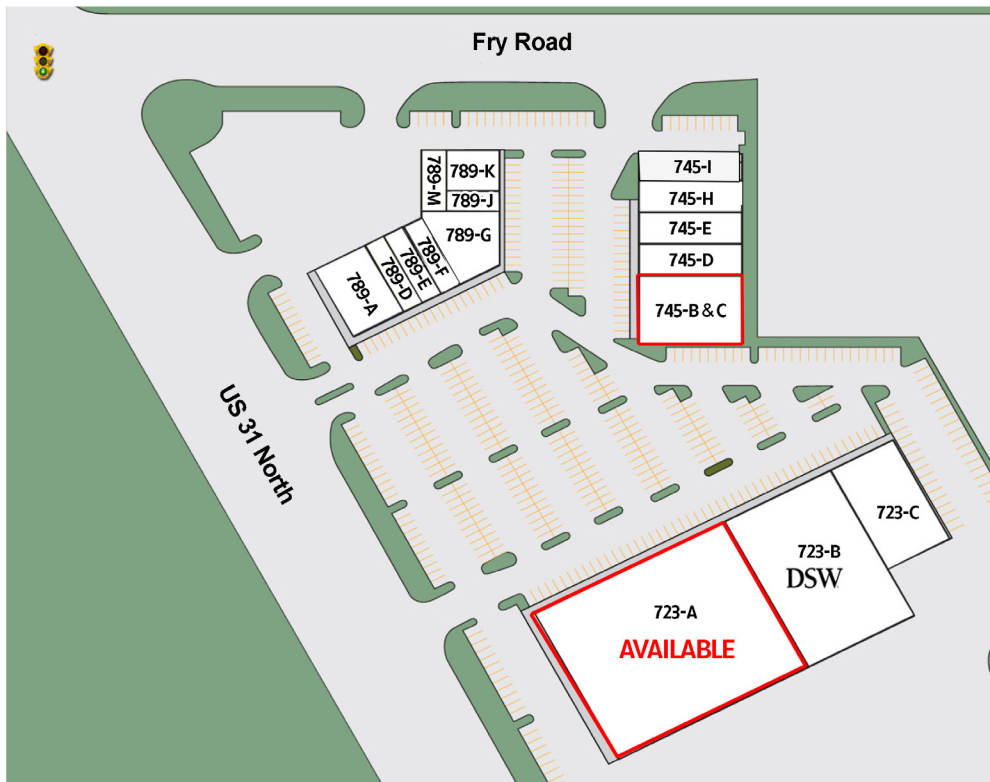 Fry Road
789-M
789-K
789-J
789-G
789-F
789-E
789-D
789-A
745-I
745-H
745-E
745-D
745-B & C
US 31 North
723-C
723-B
DSW
723-A
AVAILABLE